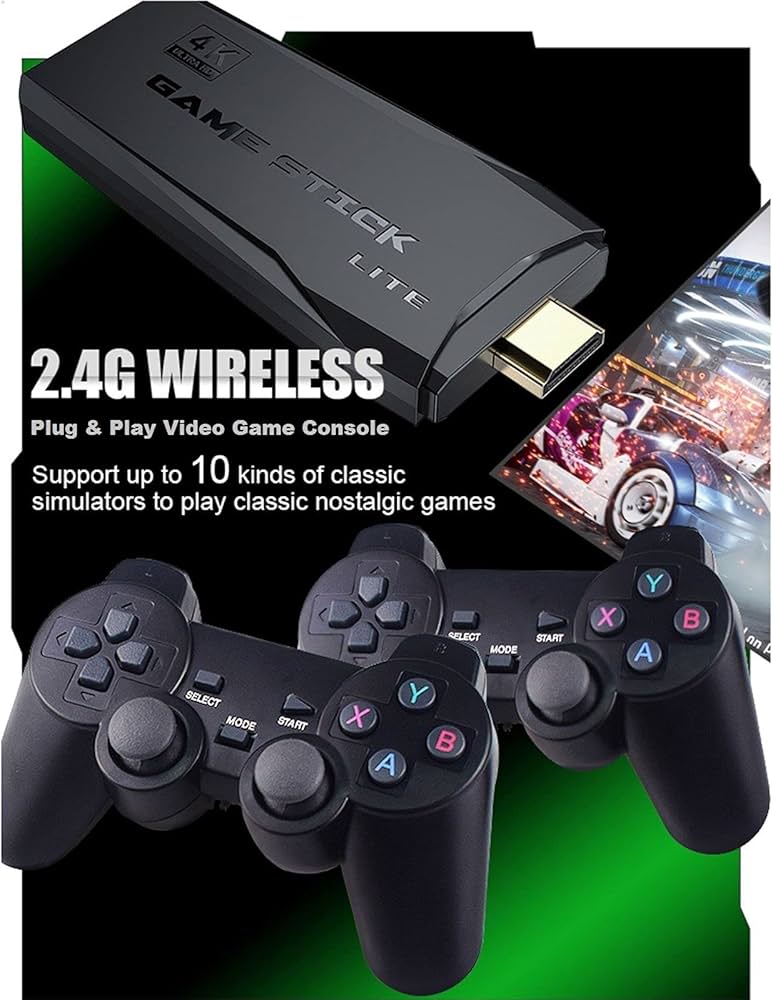 4K
ULTRA HD
GAME STICK
LITE
2.4G WIRELESS
Plug & Play Video Game Console
Support up to 10 kinds of classic
simulators to play classic nostalgic games
SELECT
MODE
START
Y
X
B
A
SELECT
MODE
START
Y
X
B
A